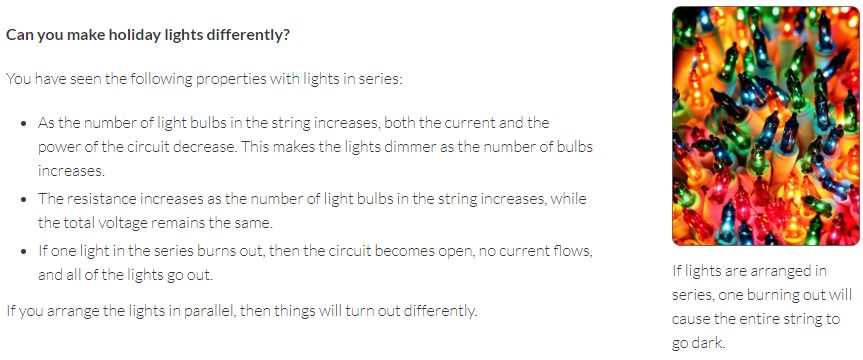 Can you make holiday lights differently?
You have seen the following properties with lights in series:
• As the number of light bulbs in the string increases, both the current and the
power of the circuit decrease. This makes the lights dimmer as the number of bulbs
increases.
• The resistance increases as the number of light bulbs in the string increases, while
the total voltage remains the same.
• If one light in the series burns out, then the circuit becomes open, no current flows,
and all of the lights go out.
If you arrange the lights in parallel, then things will turn out differently.
If lights are arranged in
series, one burning out will
cause the entire string to
go dark.